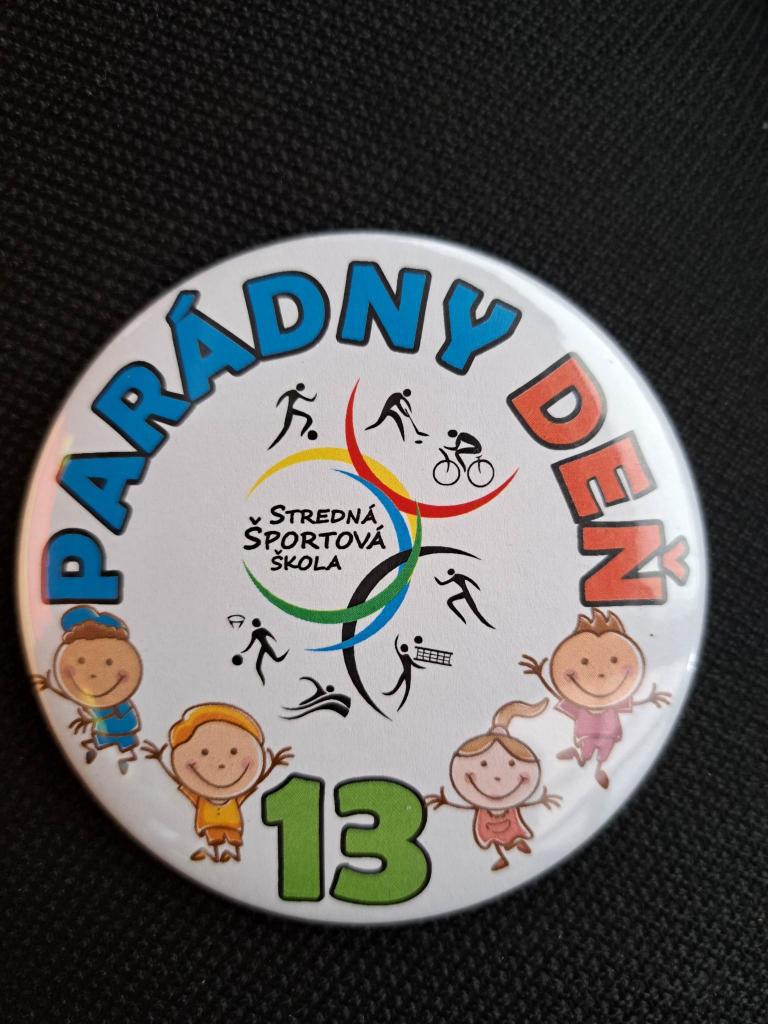 PARÁDNY DEŇ
STREDNÁ
ŠPORTOVÁ
ŠKOLA
13